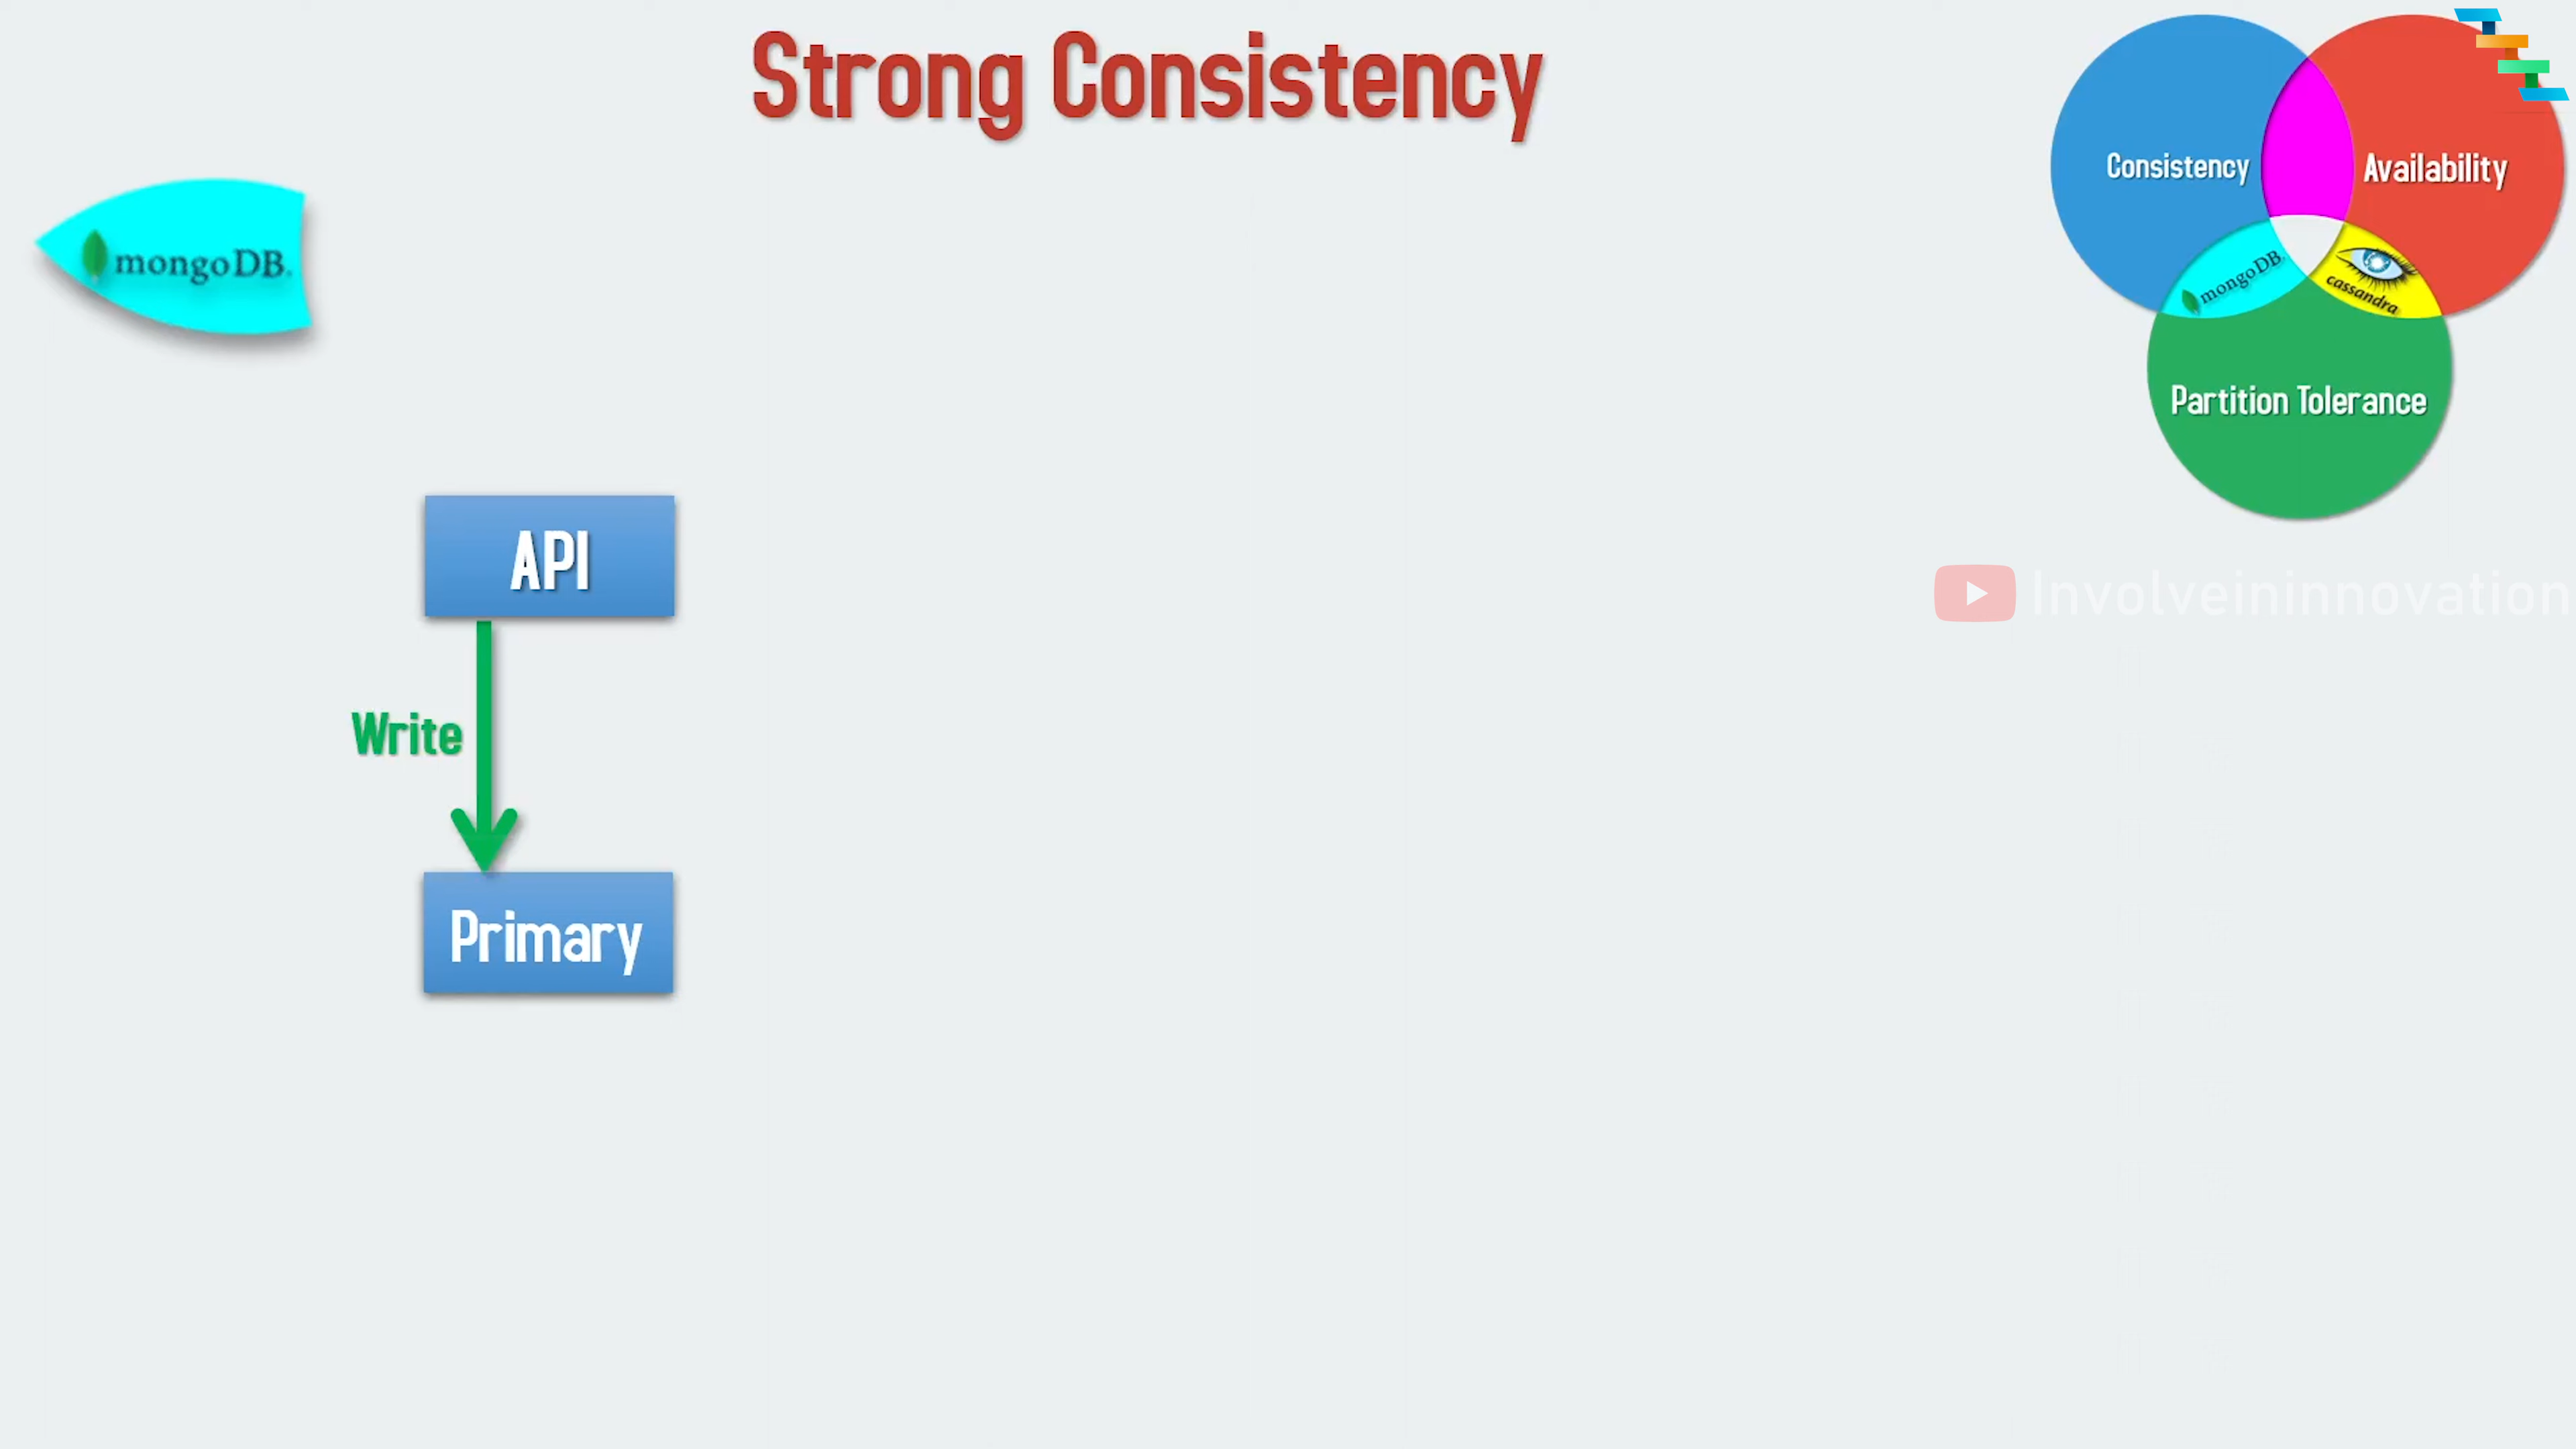 Strong Consistency
Consistency
Availability
mongoDB.
mongoDB.
cassandra
Partition Tolerance
API
Involveininnovation
Write
Primary